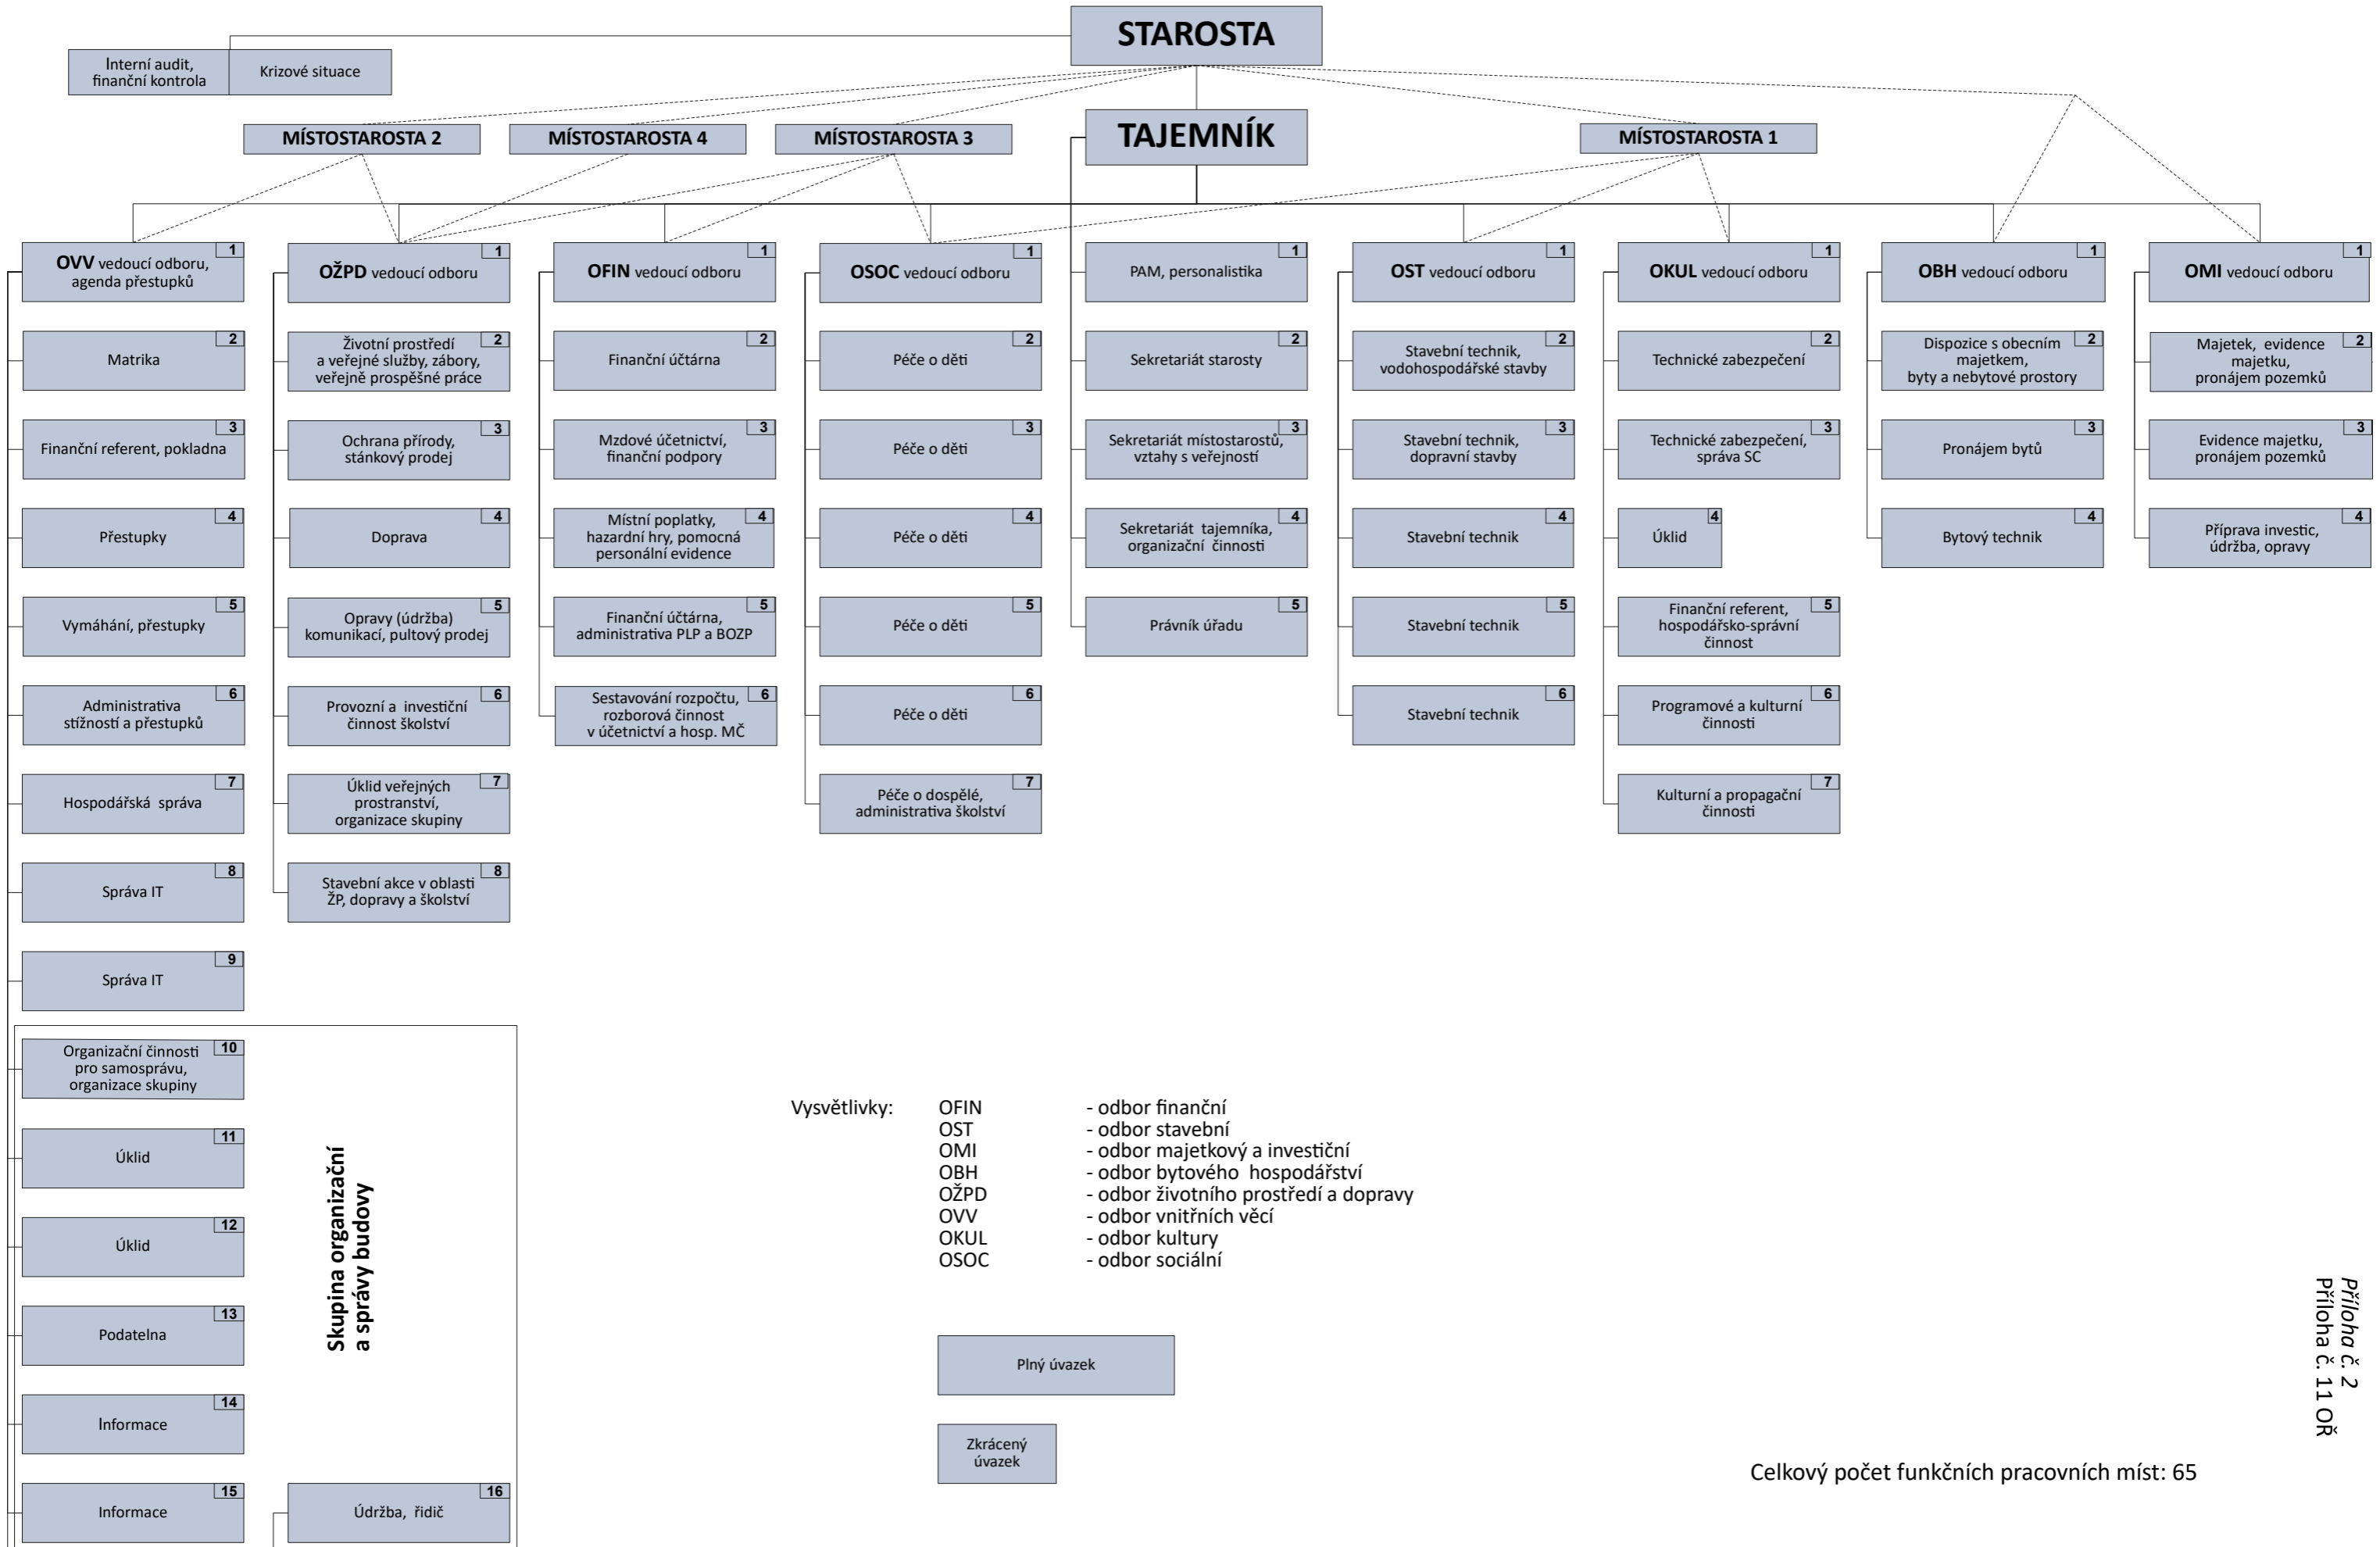 STAROSTA
Interní audit,
finanční kontrola
Krizové situace
MÍSTOSTAROSTA 2
MÍSTOSTAROSTA 4
MÍSTOSTAROSTA 3
TAJEMNÍK
MÍSTOSTAROSTA 1
1
OVV vedoucí odboru,
agenda přestupků
2
Matrika
3
Finanční referent, pokladna
4
Přestupky
5
Vymáhání, přestupky
6
Administrativa
stížností a přestupků
7
Hospodářská správa
8
Správa IT
9
Správa IT
10
Organizační činnosti
pro samosprávu,
organizace skupiny
11
Úklid
12
Úklid
13
Podatelna
14
Informace
15
Informace
16
Údržba, řidič
Skupina organizační
a správy budovy
1
OŽPD vedoucí odboru
2
Životní prostředí
a veřejné služby, zábory,
veřejně prospěšné práce
3
Ochrana přírody,
stánkový prodej
4
Doprava
5
Opravy (údržba)
komunikací, pultový prodej
6
Provozní a investiční
činnost školství
7
Úklid veřejných
prostranství,
organizace skupiny
8
Stavební akce v oblasti
ŽP, dopravy a školství
1
OFIN vedoucí odboru
2
Finanční účtárna
3
Mzdové účetnictví,
finanční podpory
4
Místní poplatky,
hazardní hry, pomocná
personální evidence
5
Finanční účtárna,
administrativa PLP a BOZP
6
Sestavování rozpočtu,
rozborová činnost
v účetnictví a hosp. MČ
1
OSOC vedoucí odboru
2
Péče o děti
3
Péče o děti
4
Péče o děti
5
Péče o děti
6
Péče o děti
7
Péče o dospělé,
administrativa školství
1
PAM, personalistika
2
Sekretariát starosty
3
Sekretariát místostarostů,
vztahy s veřejností
4
Sekretariát tajemníka,
organizační činnosti
5
Právník úřadu
1
OST vedoucí odboru
2
Stavební technik,
vodohospodářské stavby
3
Stavební technik,
dopravní stavby
4
Stavební technik
5
Stavební technik
6
Stavební technik
1
OKUL vedoucí odboru
2
Technické zabezpečení
3
Technické zabezpečení,
správa SC
4
Úklid
5
Finanční referent,
hospodářsko-správní
činnost
6
Programové a kulturní
činnosti
7
Kulturní a propagační
činnosti
1
OBH vedoucí odboru
2
Dispozice s obecním
majetkem,
byty a nebytové prostory
3
Pronájem bytů
4
Bytový technik
1
OMI vedoucí odboru
2
Majetek, evidence
majetku,
pronájem pozemků
3
Evidence majetku,
pronájem pozemků
4
Příprava investic,
údržba, opravy
Vysvětlivky:
OFIN - odbor finanční
OST - odbor stavební
OMI - odbor majetkový a investiční
OBH - odbor bytového hospodářství
OŽPD - odbor životního prostředí a dopravy
OVV - odbor vnitřních věcí
OKUL - odbor kultury
OSOC - odbor sociální
Plný úvazek
Zkrácený
úvazek
Příloha č. 2
Příloha č. 11 OŘ
Celkový počet funkčních pracovních míst: 65